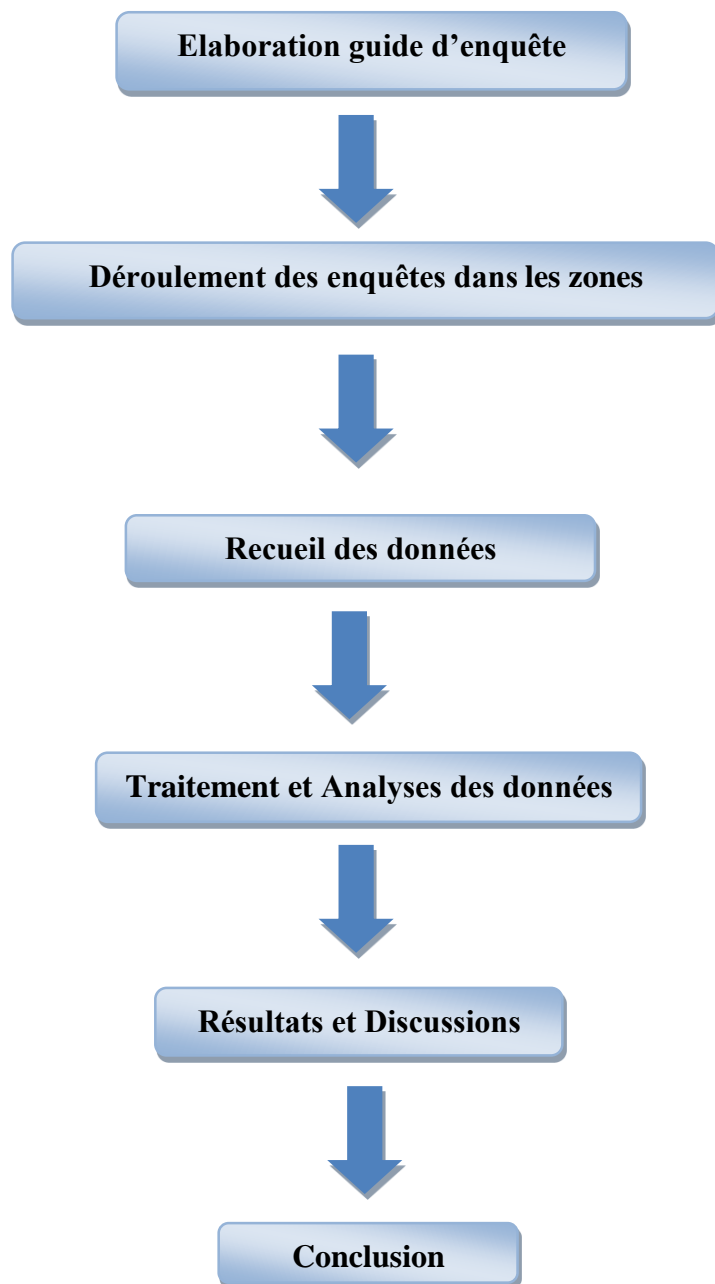 Elaboration guide d’enquête
Déroulement des enquêtes dans les zones
Recueil des données
Traitement et Analyses des données
Résultats et Discussions
Conclusion